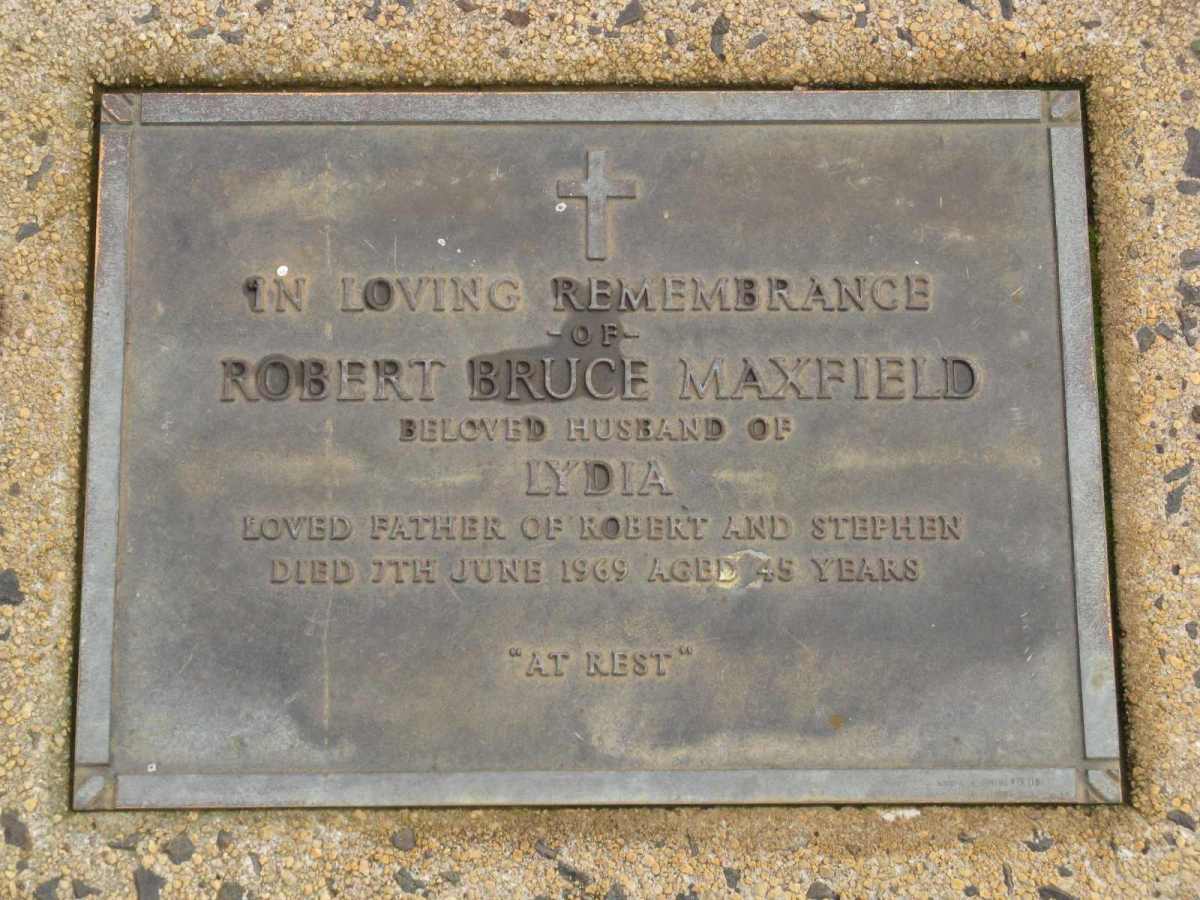 IN LOVING REMEMBRANCE
-OF-
ROBERT BRUCE MAXFIELD
BELOVED HUSBAND OF
LYDIA
LOVED FATHER OF ROBERT AND STEPHEN
DIED 7TH JUNE 1969 AGED 45 YEARS
"AT REST"